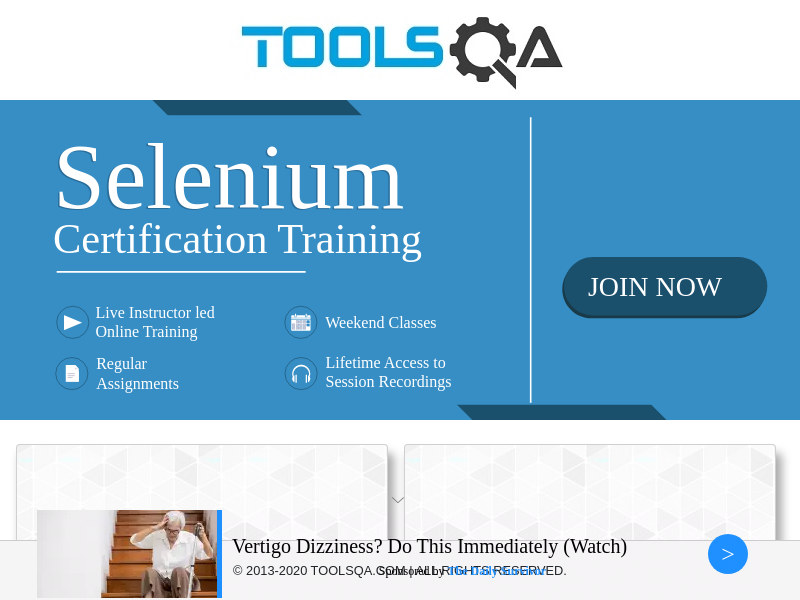 TOOLSQA
Selenium
Certification Training
JOIN NOW
Live Instructor led
Online Training
Weekend Classes
Regular
Assignments
Lifetime Access to
Session Recordings
Vertigo Dizziness? Do This Immediately (Watch)
>
© 2013-2020 TOOLSQA.COM | ALL RIGHTS RESERVED.
Sponsored by